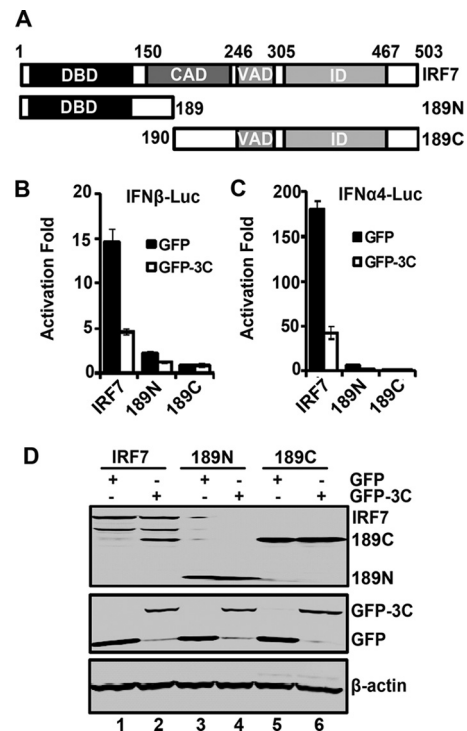 A
1 150 246 305 467 503
DBD CAD VAD ID IRF7
DBD 189 189N
190 VAD ID 189C
B
IFNβ-Luc
Activation Fold
20
15
10
5
0
GFP
GFP-3C
IRF7 189N 189C
C
IFNα4-Luc
Activation Fold
200
150
100
50
0
GFP
GFP-3C
IRF7 189N 189C
D
IRF7 189N 189C
+ - + - + - GFP
- + - + - + GFP-3C
IRF7
189C
189N
GFP-3C
GFP
β-actin
1 2 3 4 5 6